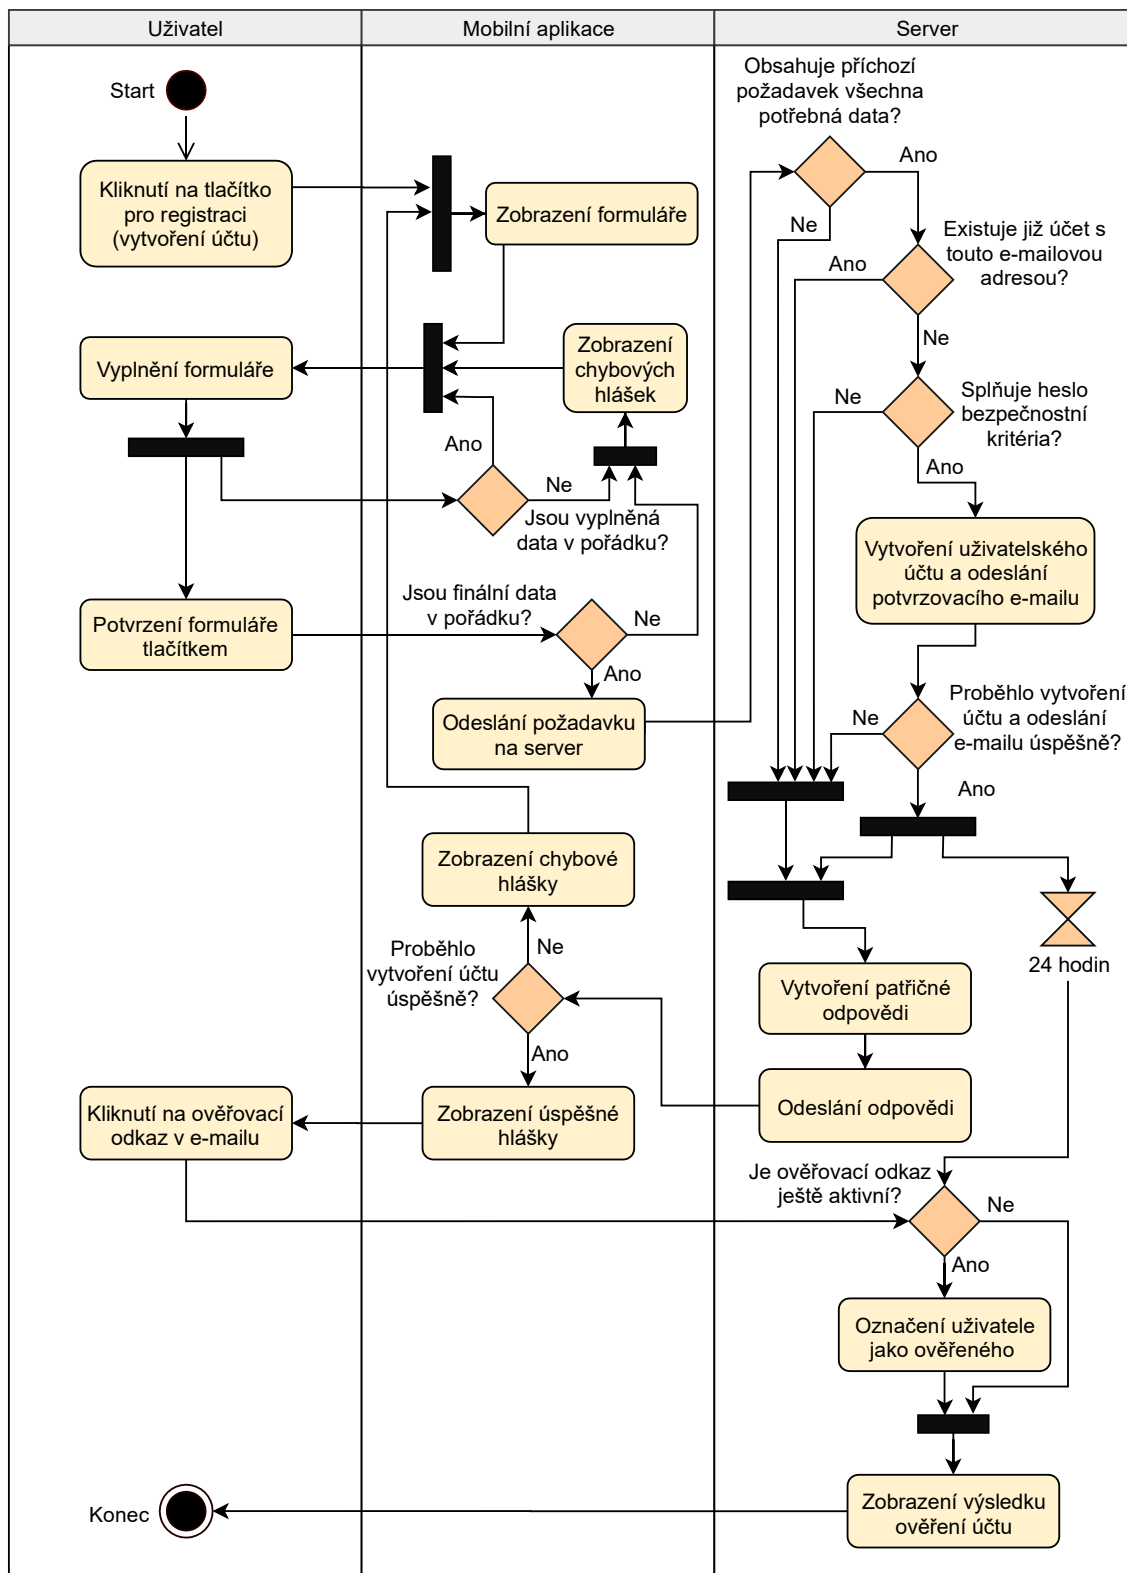 Uživatel
Mobilní aplikace
Server
Start
Kliknutí na tlačítko
pro registraci
(vytvoření účtu)
Zobrazení formuláře
Obsahuje příchozí
požadavek všechna
potřebná data?
Ano
Ne
Existuje již účet s
touto e-mailovou
adresou?
Ano
Ne
Vyplnění formuláře
Zobrazení
chybových
hlášek
Splňuje heslo
bezpečnostní
kritéria?
Ne
Ano
Ano
Ne
Jsou vyplněná
data v pořádku?
Vytvoření uživatelského
účtu a odeslání
potvrzovacího e-mailu
Potvrzení formuláře
tlačítkem
Jsou finální data
v pořádku?
Ne
Ano
Odeslání požadavku
na server
Proběhlo vytvoření
účtu a odeslání
e-mailu úspěšně?
Ne
Ano
Zobrazení chybové
hlášky
Ne
Proběhlo
vytvoření účtu
úspěšně?
Ano
24 hodin
Vytvoření patřičné
odpovědi
Odeslání odpovědi
Kliknutí na ověřovací
odkaz v e-mailu
Zobrazení úspěšné
hlášky
Je ověřovací odkaz
ještě aktivní?
Ne
Ano
Označení uživatele
jako ověřeného
Zobrazení výsledku
ověření účtu
Konec